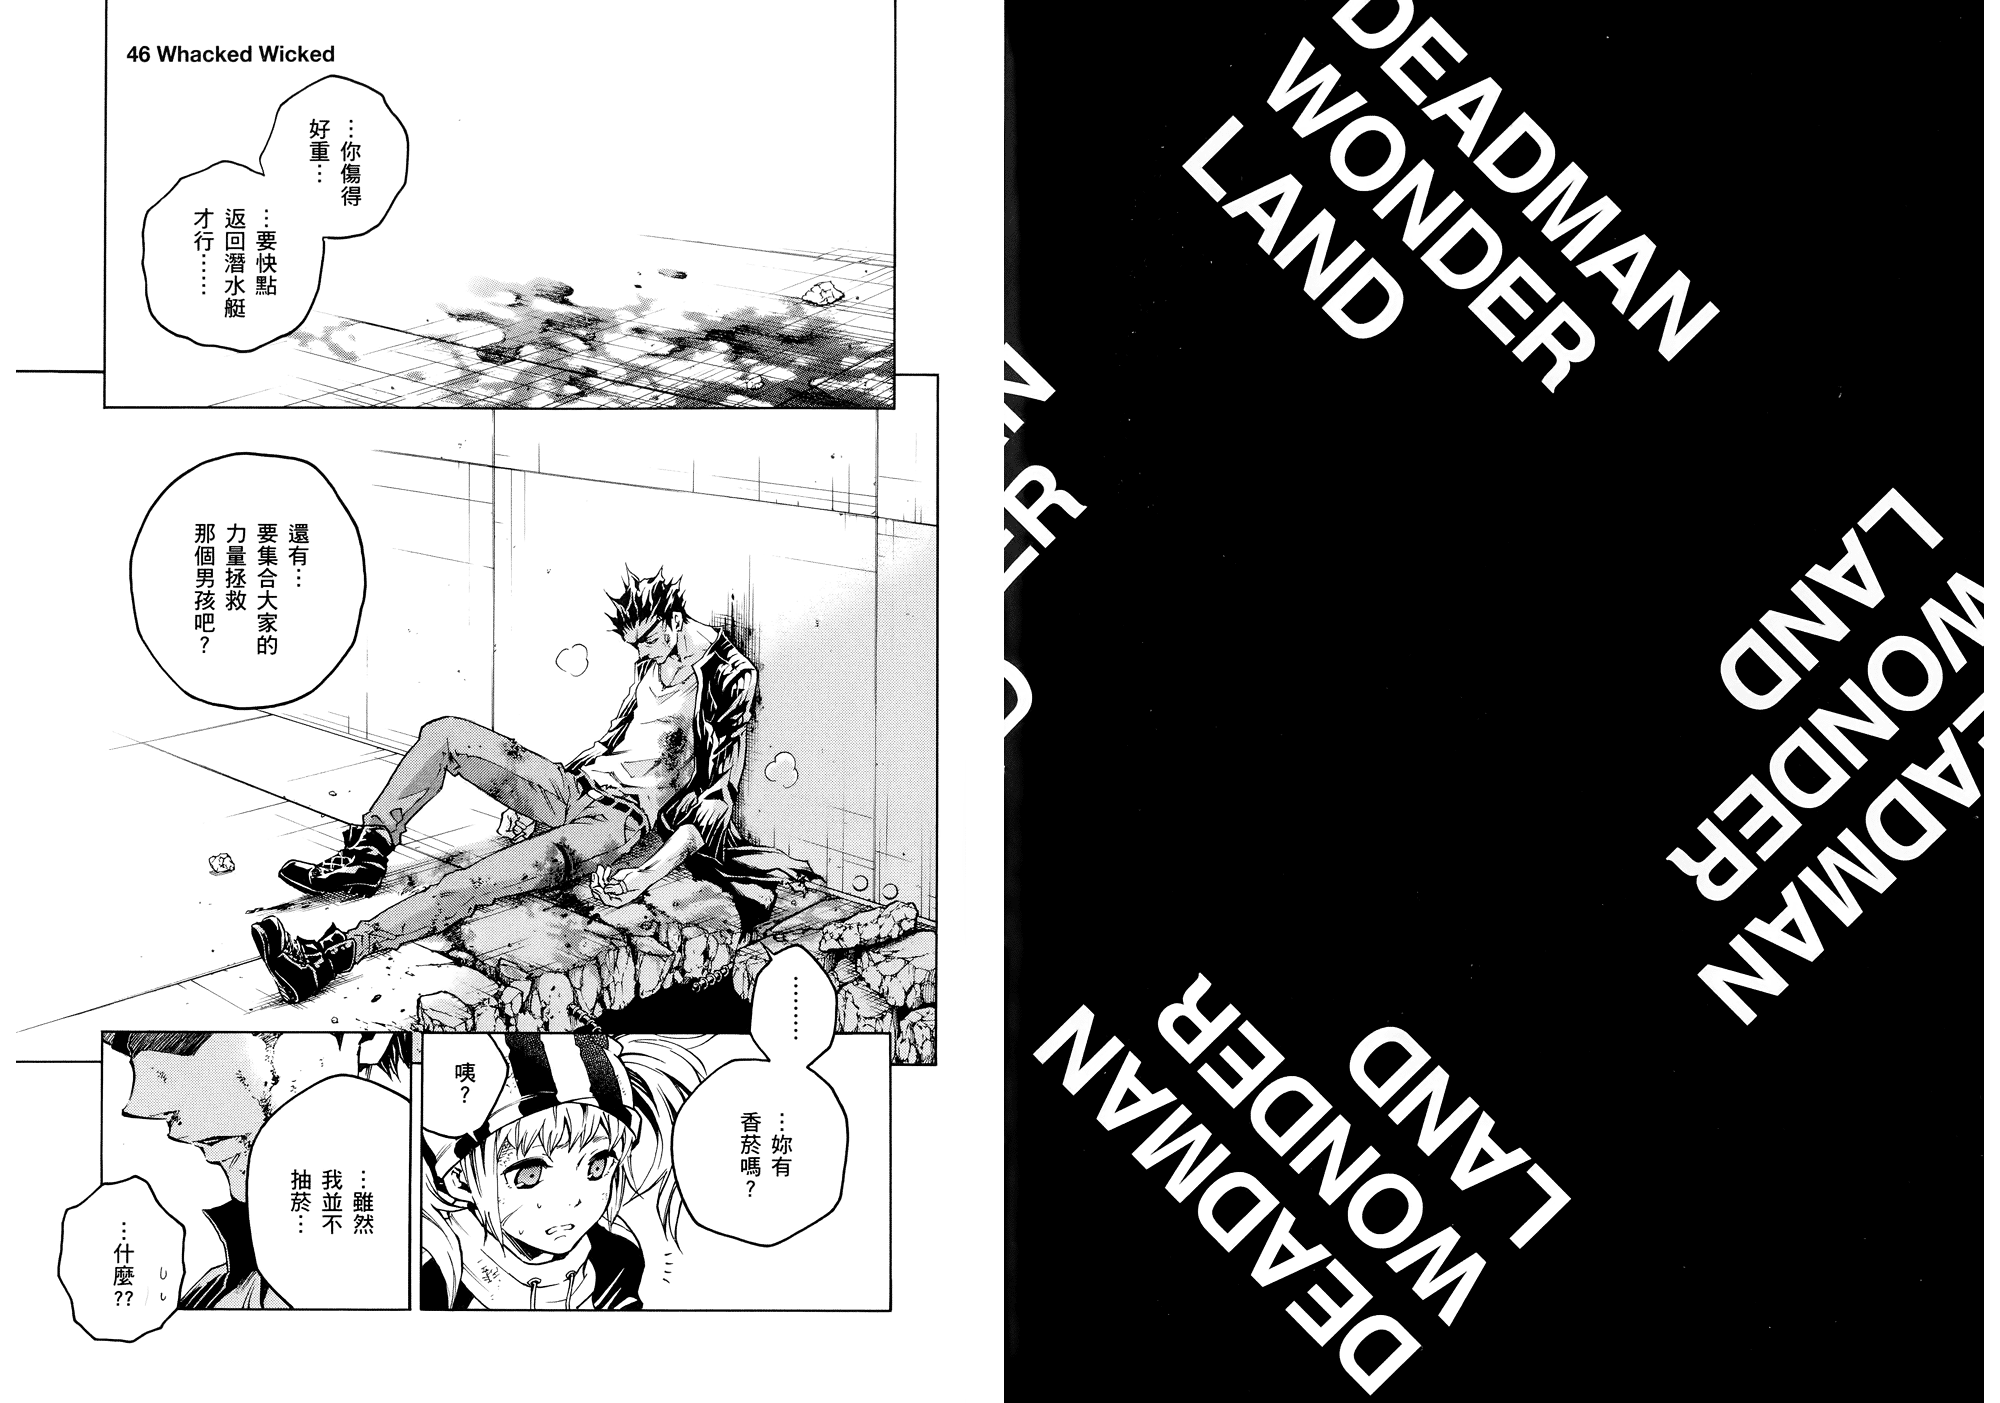 DEADMAN
WONDER
LAND
DEADMAN
WONDER
LAND
DEADMAN
WONDER
LAND
46 Whacked Wicked
…你傷得
好重…
…要快點
返回潛水艇
才行……
還有…
要集合大家的
力量拯救
那個男孩吧？
………
…妳有
香菸嗎？
咦？
…雖然
我並不
抽菸…
…什麼??